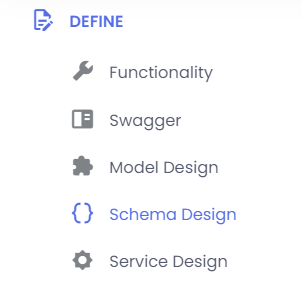 DEFINE
Functionality
Swagger
Model Design
Schema Design
Service Design